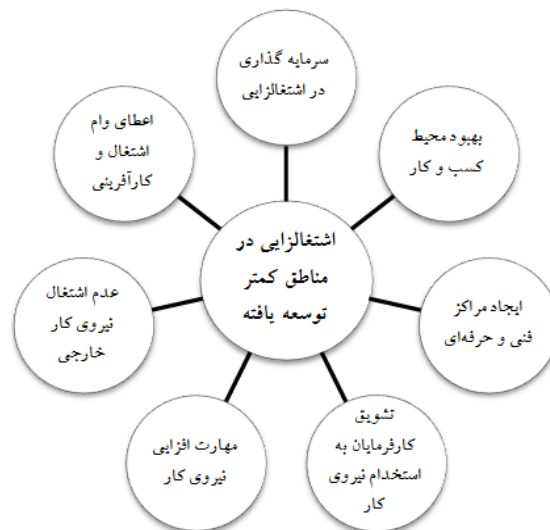 سرمایه گذاری
در اشتغالزایی
بهبود محیط
کسب و کار
ایجاد مراکز
فنی و حرفه‌ای
تشویق
کارفرمایان به
استخدام نیروی
کار
مهارت افزایی
نیروی کار
عدم اشتغال
نیروی کار
خارجی
اعطای وام
اشتغال و
کارآفرینی
اشتغالزایی در
مناطق کمتر
توسعه یافته